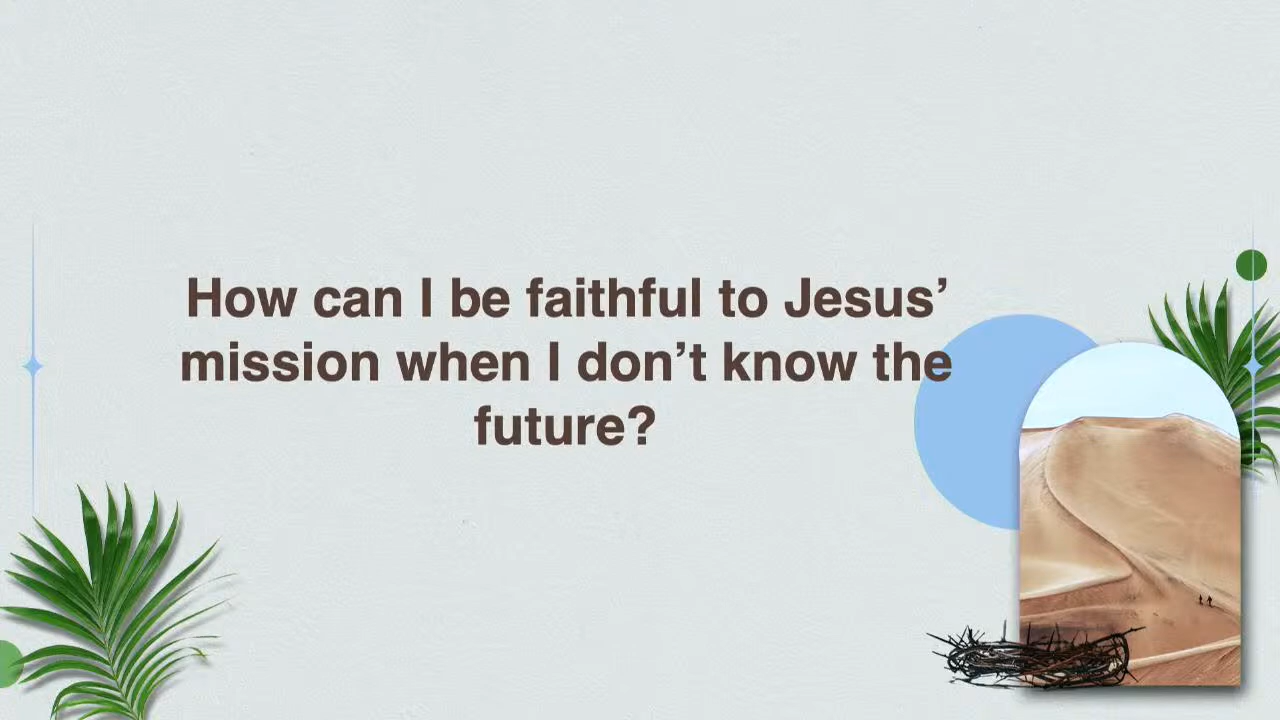 How can I be faithful to Jesus’
mission when I don’t know the
future?